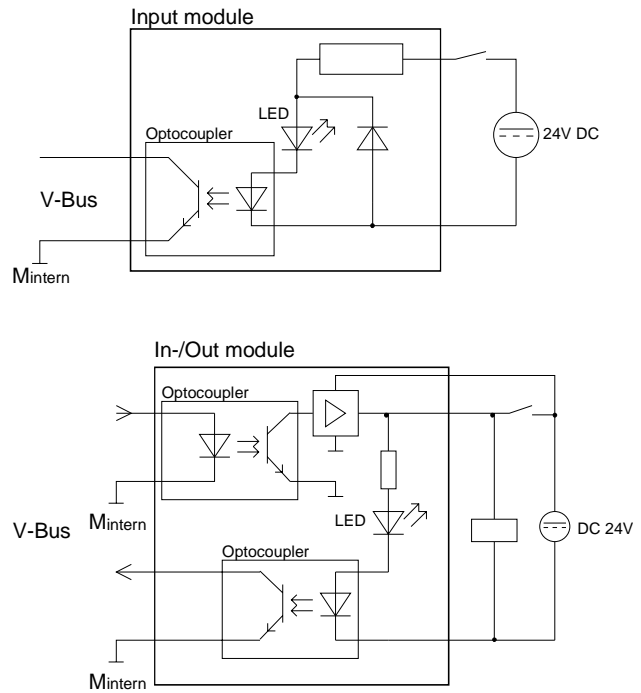 Input module
LED
Optocoupler
24V DC
V-Bus
Mintern
In-/Out module
Optocoupler
Mintern
LED
V-Bus
DC 24V
Optocoupler
Mintern